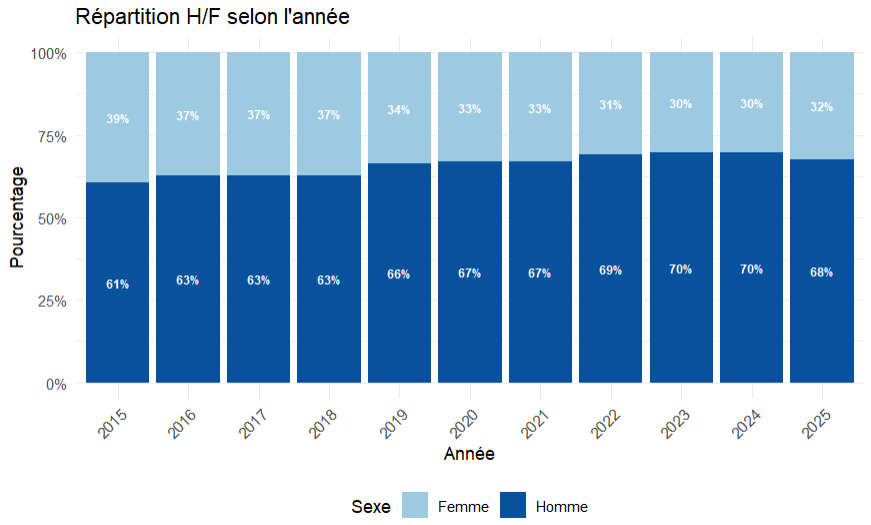 Répartition H/F selon l'année
Pourcentage
100%
75%
50%
25%
0%
39% 37% 37% 37% 34% 33% 33% 31% 30% 30% 32%
61% 63% 63% 63% 66% 67% 67% 69% 70% 70% 68%
2015 2016 2017 2018 2019 2020 2021 2022 2023 2024 2025
Année
Sexe Femme Homme